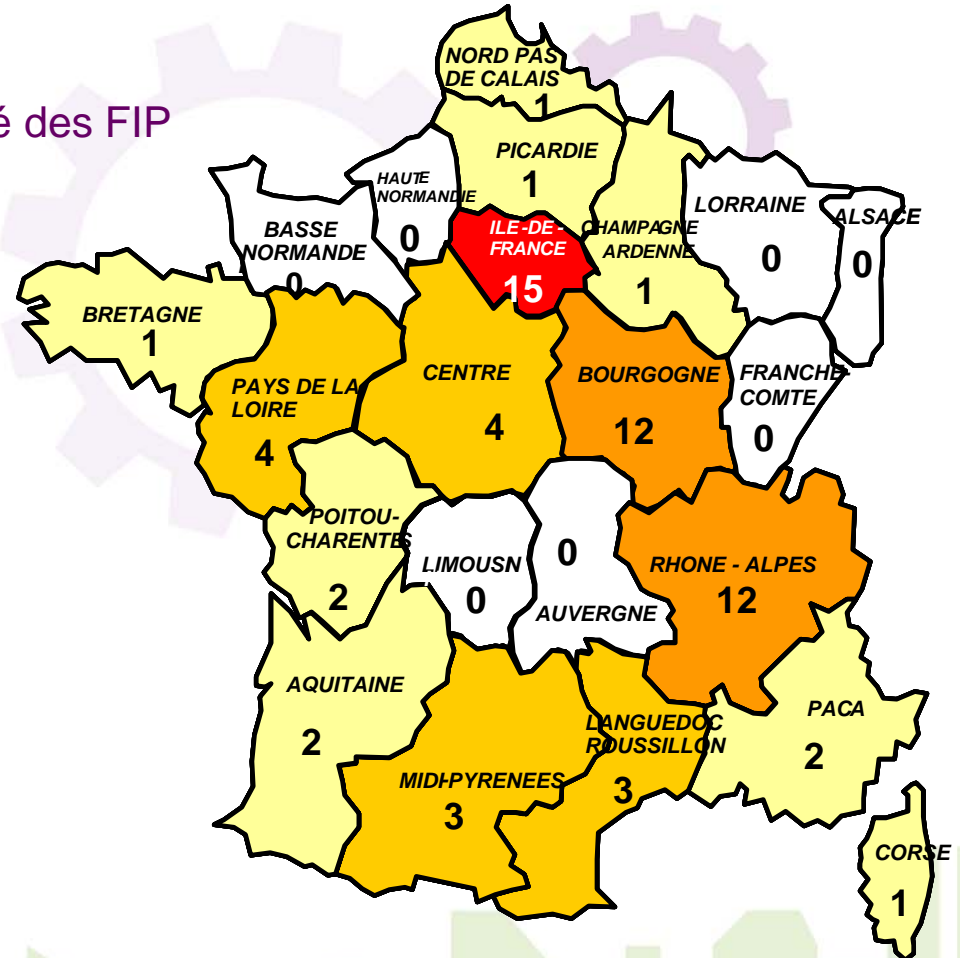 é des FIP
NORD PAS
DE CALAIS
1
PICARDIE
1
HAUTE
NORMANDIE
0
BASSE
NORMANDE
0
ILE-DE-
FRANCE
15
CHAMPAGNE
ARDENNE
1
LORRAINE
0
ALSACE
0
BRETAGNE
1
PAYS DE LA
LOIRE
4
CENTRE
4
BOURGOGNE
12
FRANCHE
COMTE
0
POITOU-
CHARENTES
2
LIMOUSN
0
0
AUVERGNE
RHONE - ALPES
12
AQUITAINE
2
MIDI-PYRENEES
3
LANGUEDOC
ROUSSILLON
3
PACA
2
CORSE
1